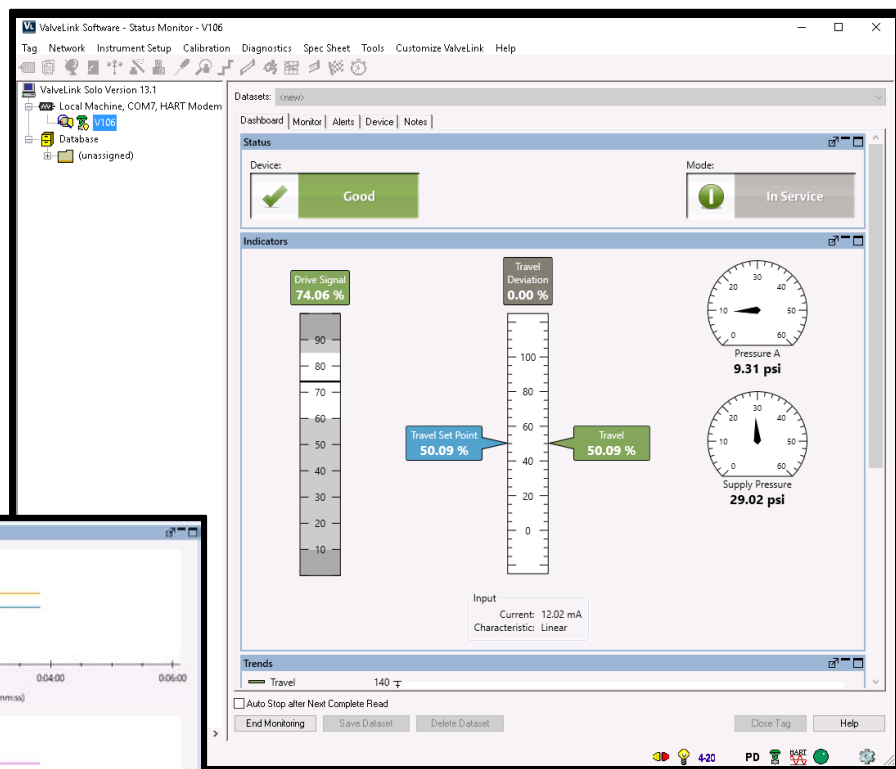 ValveLink Software - Status Monitor - V106
Tag Network Instrument Setup Calibration Diagnostics Spec Sheet Tools Customize ValveLink Help
ValveLink Solo Version 13.1
Local Machine, COM7, HART Modem
V106
Database
(unassigned)
Datasets: <new>
Dashboard Monitor Alerts Device Notes
Status
Device:
Good
Mode:
In Service
Indicators
Drive Signal
74.06 %
90
80
70
60
50
40
30
20
10
Travel
Deviation
0.00 %
100
80
60
40
20
0
Travel Set Point
50.09 %
Travel
50.09 %
0 10 20 30 40 50 60
Pressure A
9.31 psi
0 10 20 30 40 50 60
Supply Pressure
29.02 psi
Input
Current: 12.02 mA
Characteristic: Linear
Trends
Travel 140
Auto Stop after Next Complete Read
End Monitoring Save Dataset Delete Dataset Close Tag Help
4-20 PD HART
0:04:00 0:06:00
mm:ss)